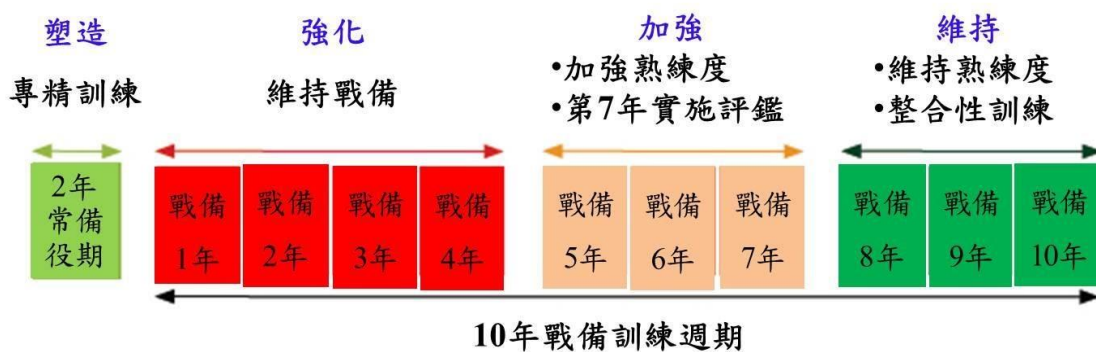 塑造
強化
加強
維持
專精訓練
維持戰備
•加強熟練度
•第7年實施評鑑
•維持熟練度
•整合性訓練
2年
常備
役期
戰備
1年
戰備
2年
戰備
3年
戰備
4年
戰備
5年
戰備
6年
戰備
7年
戰備
8年
戰備
9年
戰備
10年
10年戰備訓練週期